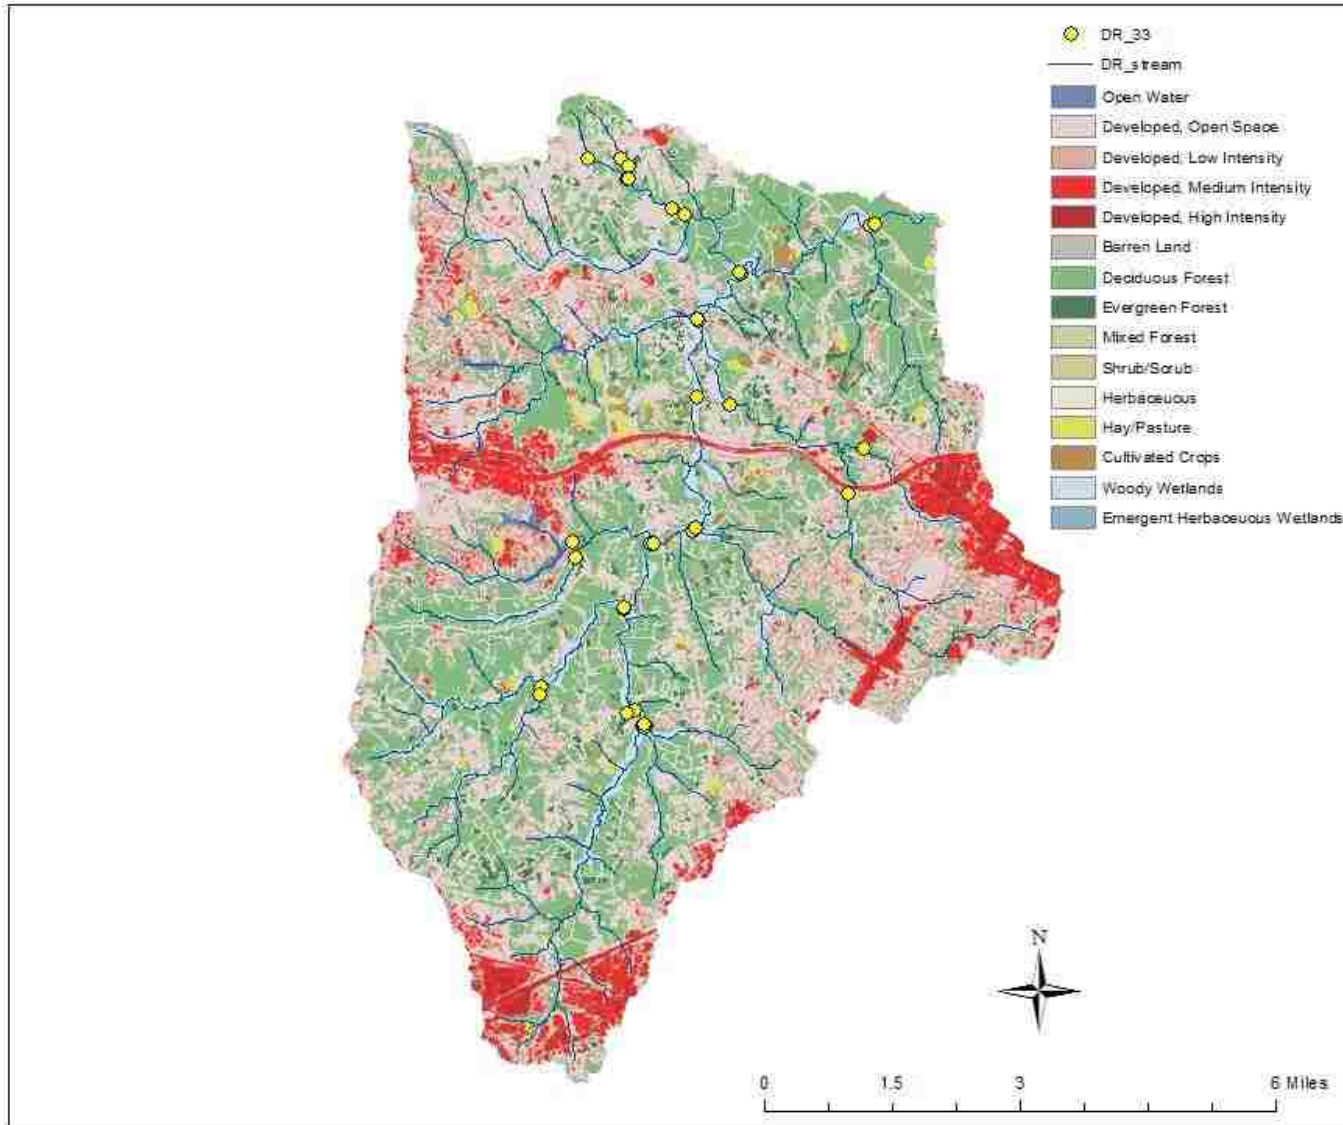 DR_33
DR_stream
Open Water
Developed, Open Space
Developed, Low Intensity
Developed, Medium Intensity
Developed, High Intensity
Barren Land
Deciduous Forest
Evergreen Forest
Mixed Forest
Shrub/Scrub
Herbaceuous
Hay/Pasture
Cultivated Crops
Woody Wetlands
Emergent Herbaceuous Wetlands
N
0 1.5 3 6 Miles